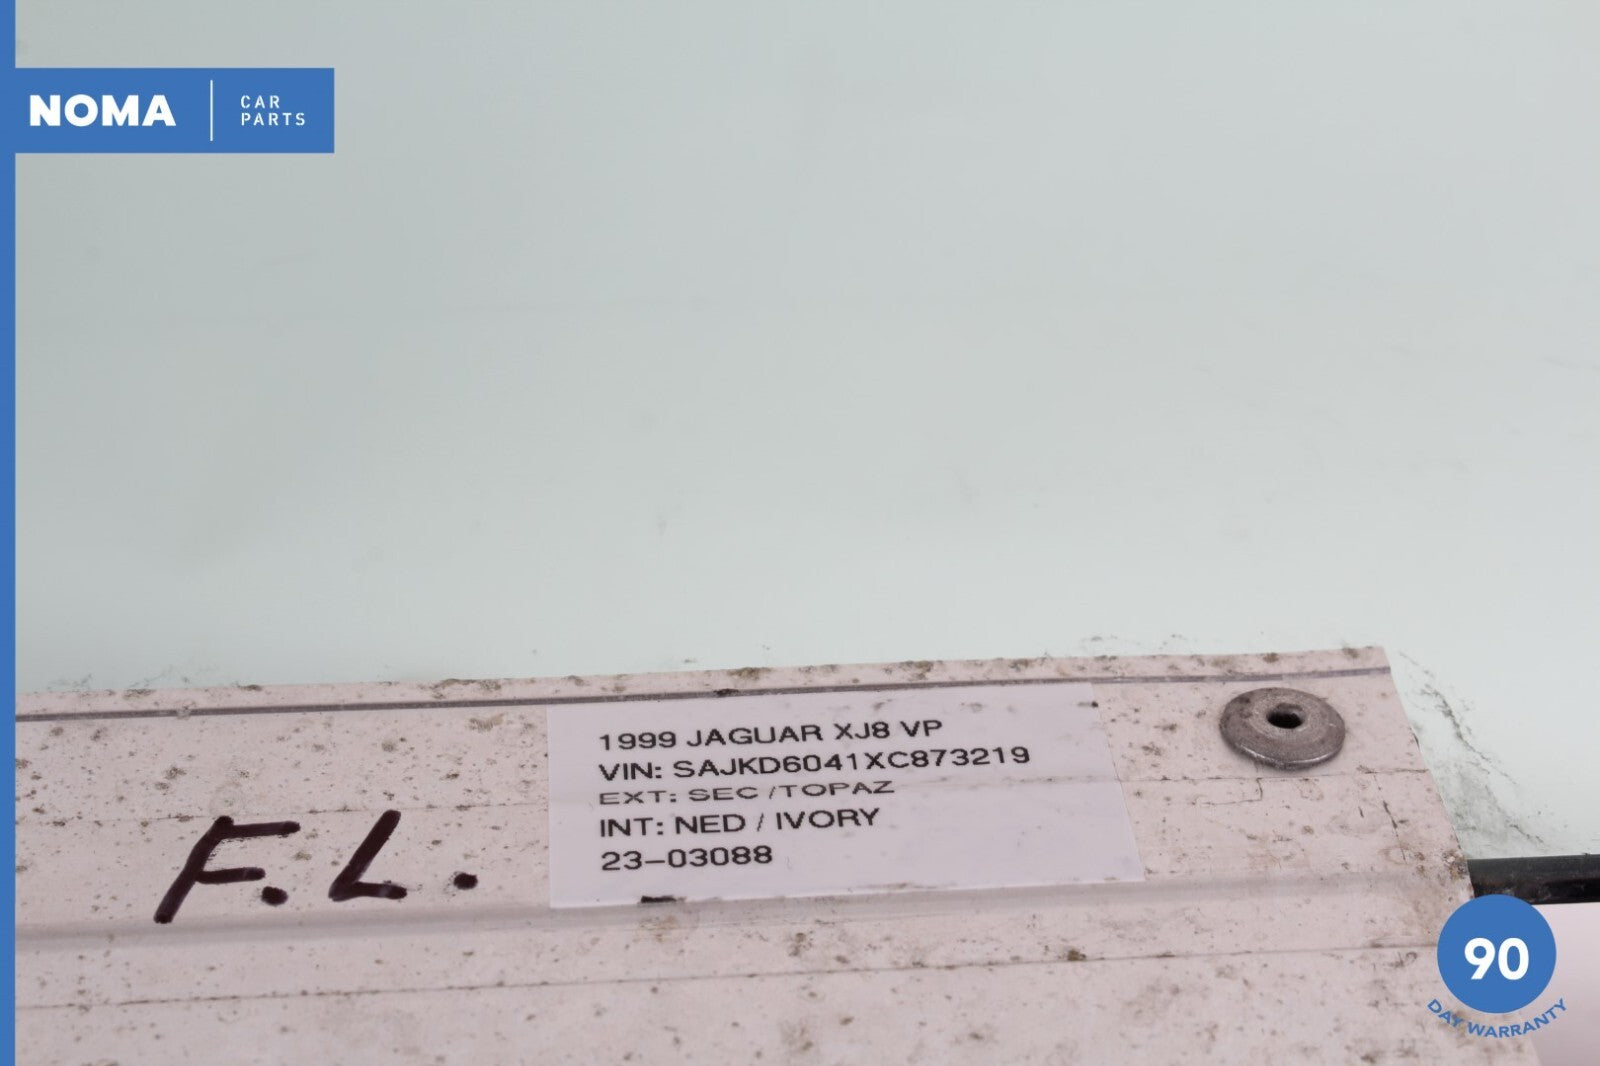 NOMA
CAR
PARTS
1999 JAGUAR XJ8 VP
VIN: SAJKD6041XC873219
EXT: SEC /TOPAZ
INT: NED / IVORY
23-03088
F.L.
90
DAY WARRANTY